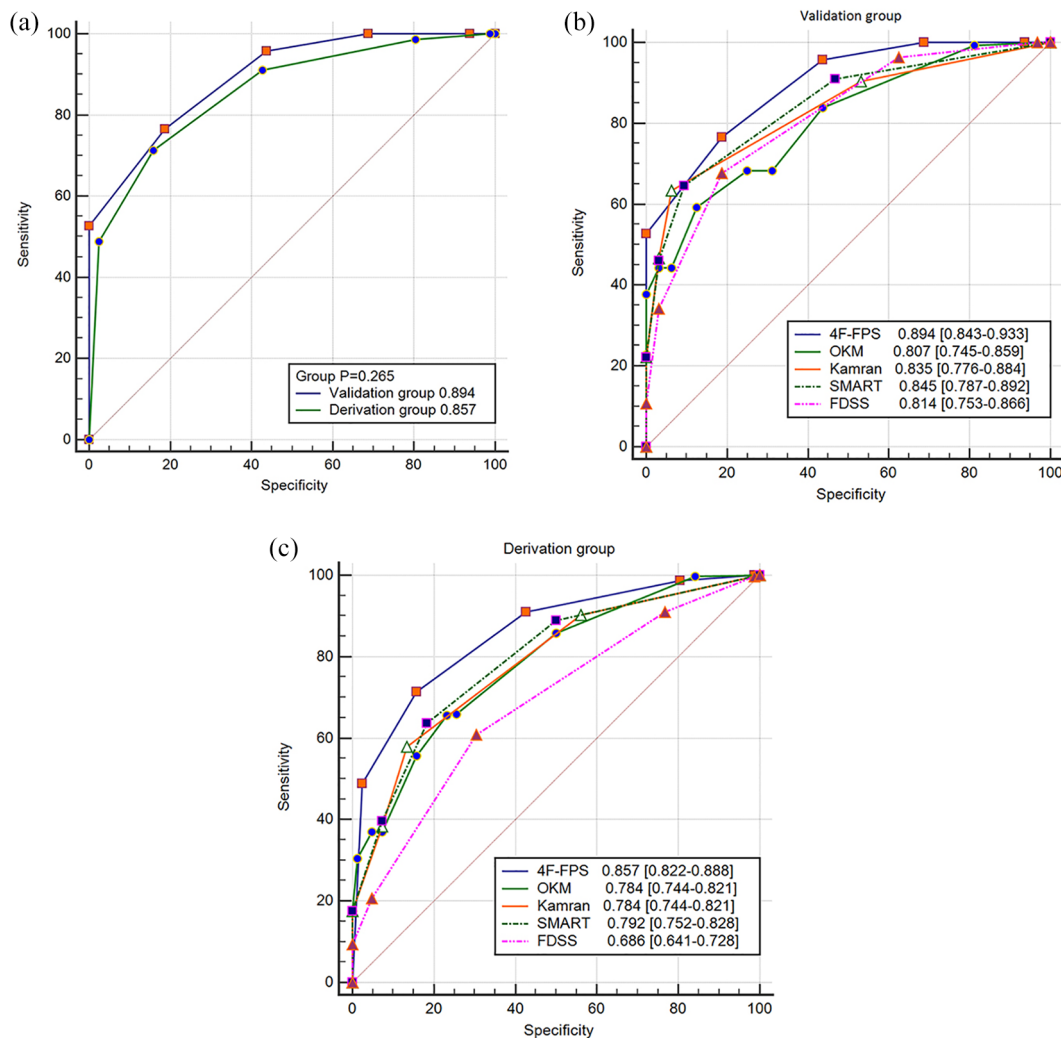 (a)
100
80
60
40
20
0
Sensitivity
Group P=0.265
Validation group 0.894
Derivation group 0.857
0 20 40 60 80 100
Specificity
(b)
Validation group
100
80
60
40
20
0
Sensitivity
4F-FPS 0.894 [0.843-0.933]
OKM 0.807 [0.745-0.859]
Kamran 0.835 [0.776-0.884]
SMART 0.845 [0.787-0.892]
FDSS 0.814 [0.753-0.866]
0 20 40 60 80 100
Specificity
(c)
Derivation group
100
80
60
40
20
0
Sensitivity
4F-FPS 0.857 [0.822-0.888]
OKM 0.784 [0.744-0.821]
Kamran 0.784 [0.744-0.821]
SMART 0.792 [0.752-0.828]
FDSS 0.686 [0.641-0.728]
0 20 40 60 80 100
Specificity